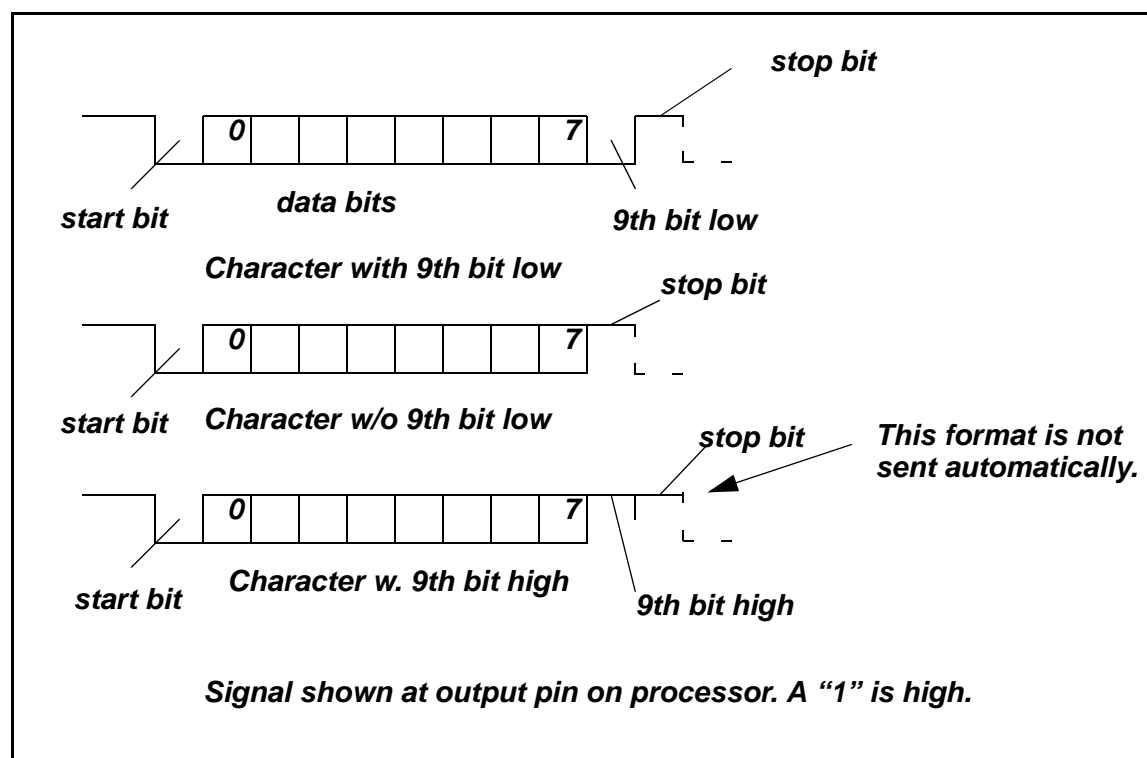 stop bit
0 7
start bit
data bits
9th bit low
Character with 9th bit low
stop bit
0 7
start bit
Character w/o 9th bit low
stop bit
This format is not
sent automatically.
0 7
start bit
Character w. 9th bit high
9th bit high
Signal shown at output pin on processor. A “1” is high.